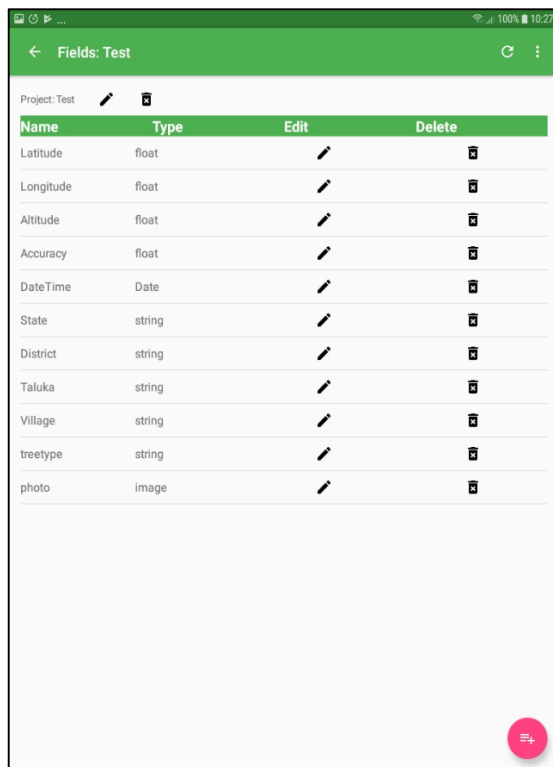 ... 100% 10:27
Fields: Test
Project: Test
Name Type Edit Delete
Latitude float
Longitude float
Altitude float
Accuracy float
DateTime Date
State string
District string
Taluka string
Village string
treetype string
photo image